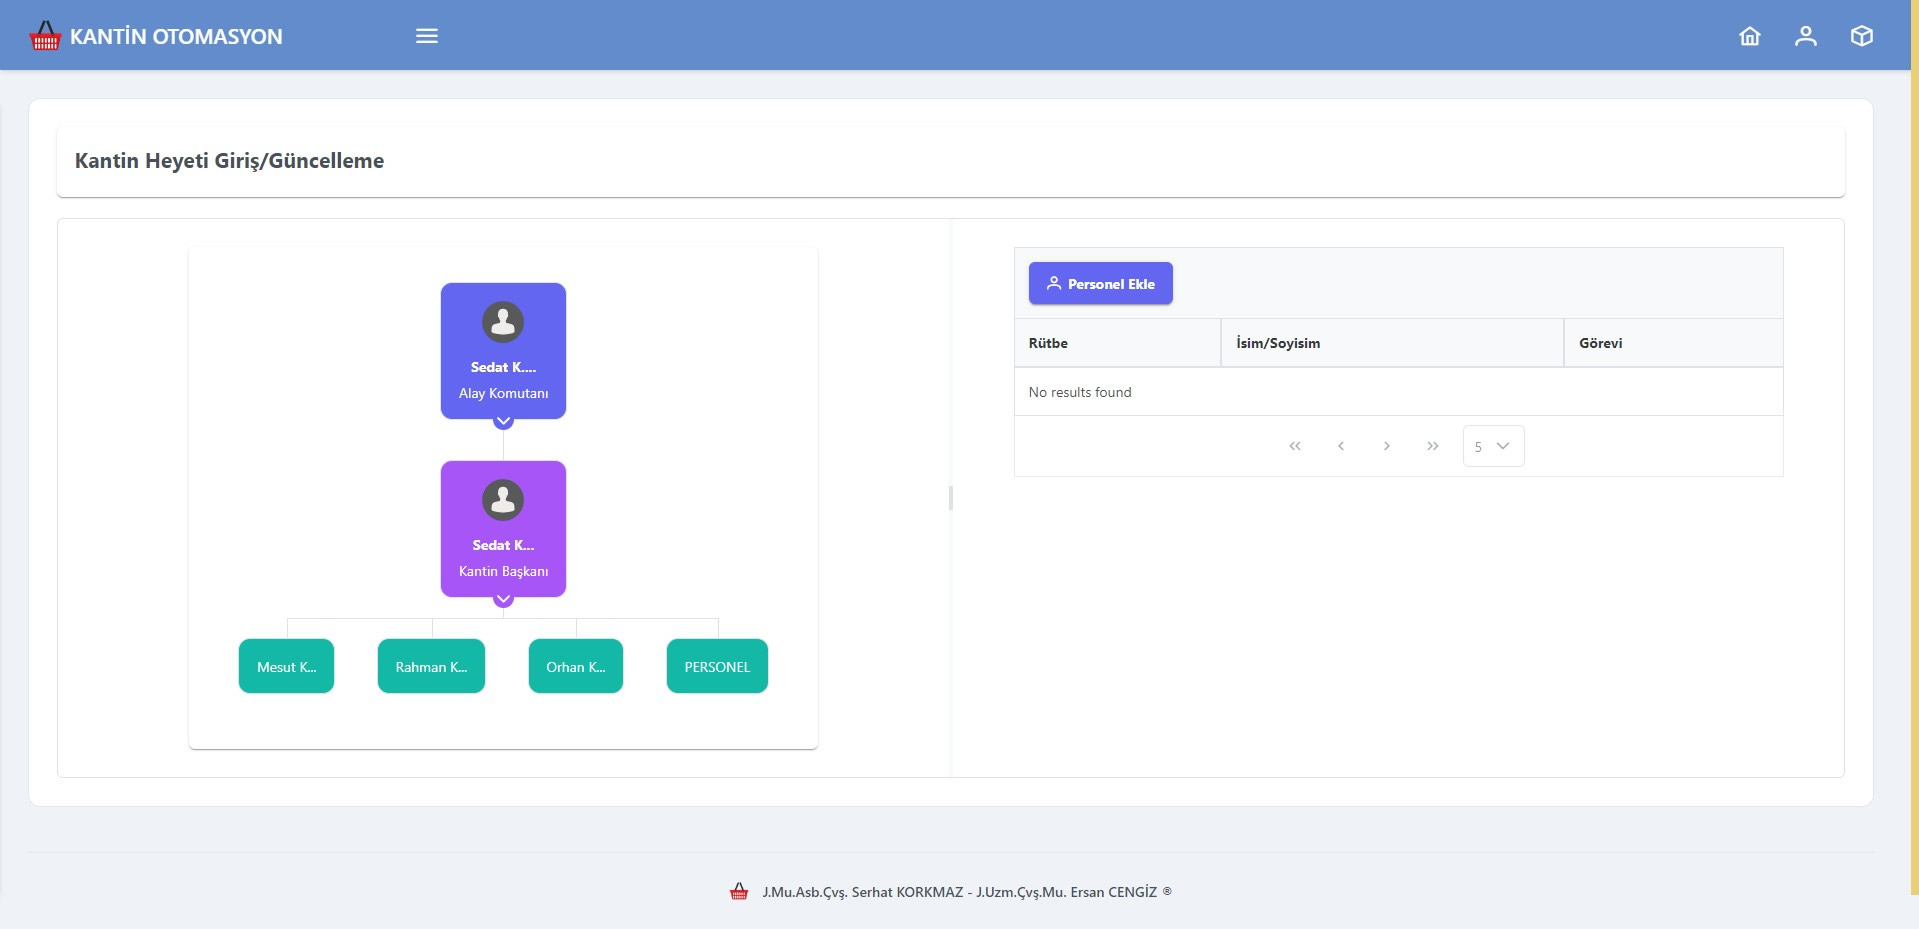 KANTİN OTOMASYON
Kantin Heyeti Giriş/Güncelleme
Sedat K....
Alay Komutanı
Sedat K...
Kantin Başkanı
Mesut K...
Rahman K...
Orhan K...
PERSONEL
Personel Ekle
Rütbe İsim/Soyisim Görevi
No results found
5
J.Mu.Asb.Çvş. Serhat KORKMAZ - J.Uzm.Çvş.Mu. Ersan CENGİZ ®